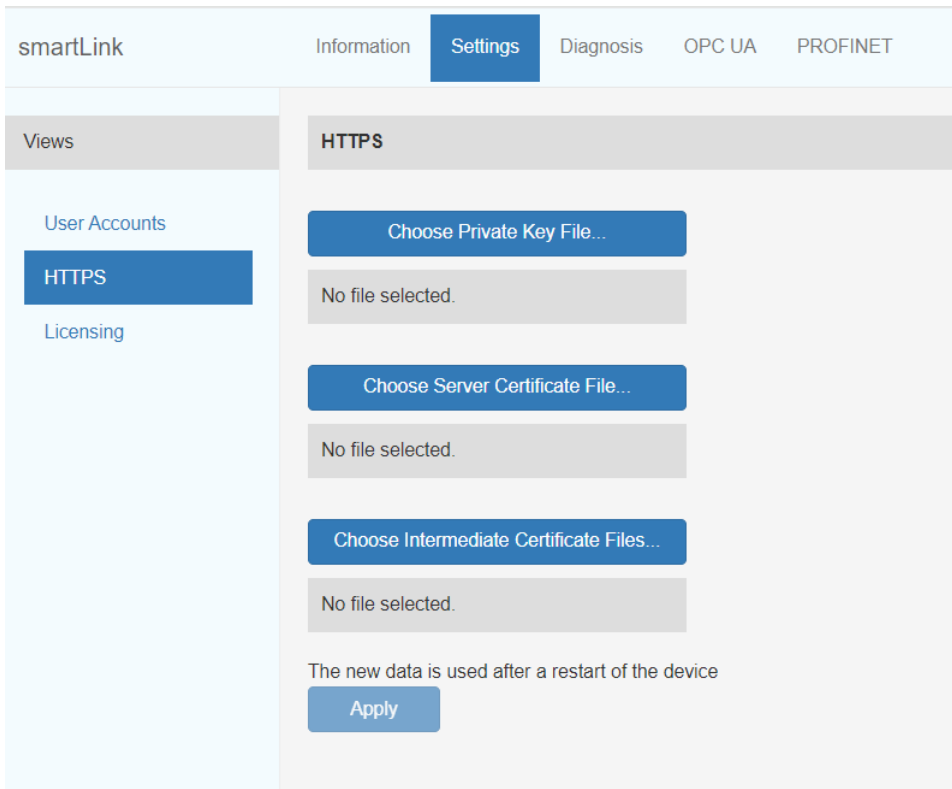 smartLink
Information
Settings
Diagnosis
OPC UA
PROFINET
Views
User Accounts
HTTPS
Licensing
HTTPS
Choose Private Key File...
No file selected.
Choose Server Certificate File...
No file selected.
Choose Intermediate Certificate Files...
No file selected.
The new data is used after a restart of the device
Apply